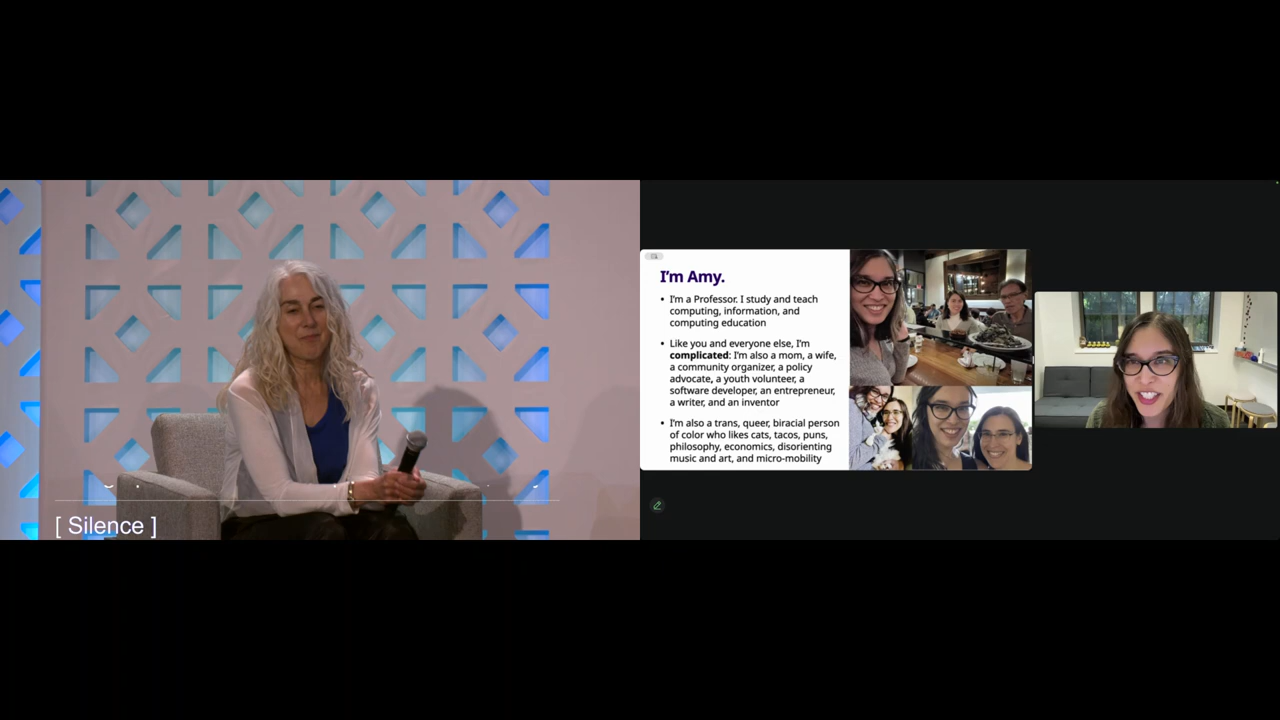 [ Silence ]
I'm Amy.
• I'm a Professor. I study and teach
computing, information, and
computing education
• Like you and everyone else, I'm
complicated: I'm also a mom, a wife,
a community organizer, a policy
advocate, a youth volunteer, a
software developer, an entrepreneur,
a writer, and an inventor
• I'm also a trans, queer, biracial person
of color who likes cats, tacos, puns,
philosophy, economics, disorienting
music and art, and micro-mobility